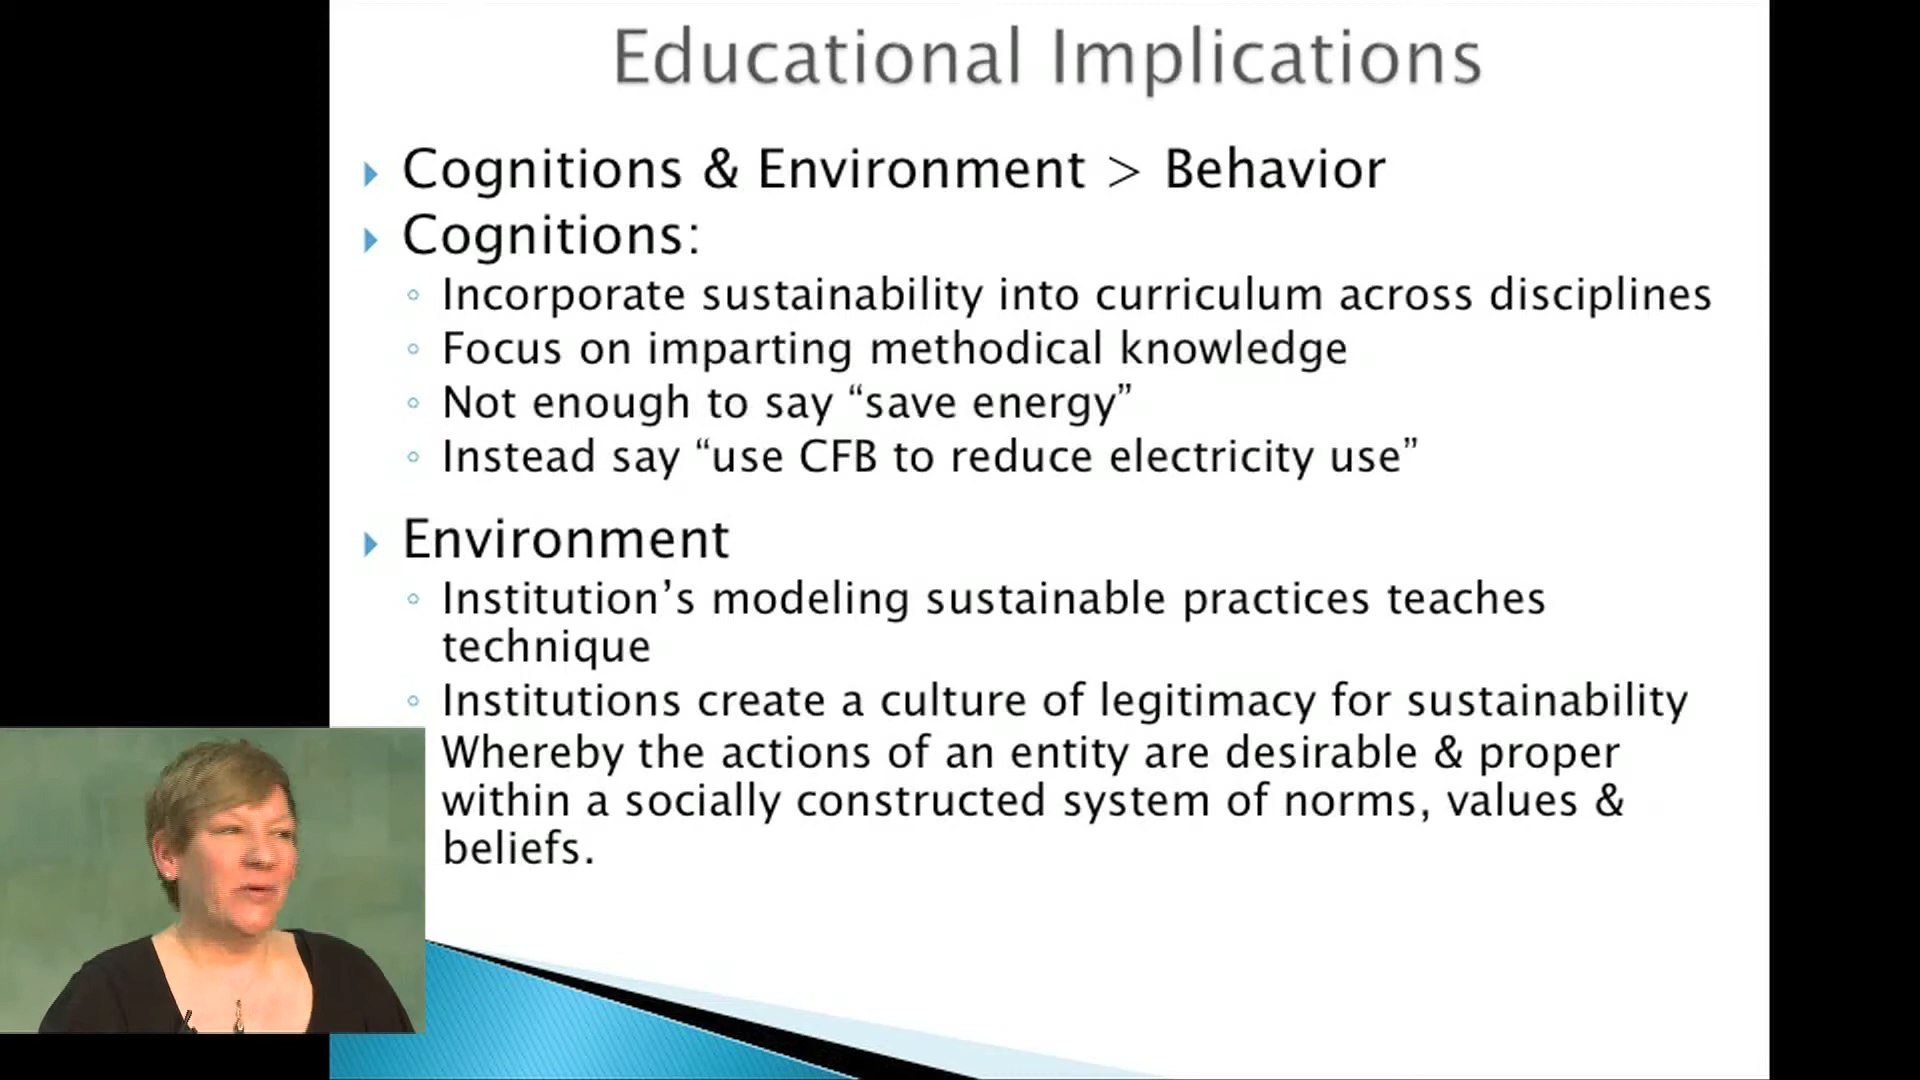 Educational Implications
Cognitions & Environment > Behavior
Cognitions:
Incorporate sustainability into curriculum across disciplines
Focus on imparting methodical knowledge
Not enough to say “save energy”
Instead say “use CFB to reduce electricity use”
Environment
Institution’s modeling sustainable practices teaches
technique
Institutions create a culture of legitimacy for sustainability
Whereby the actions of an entity are desirable & proper
within a socially constructed system of norms, values &
beliefs.